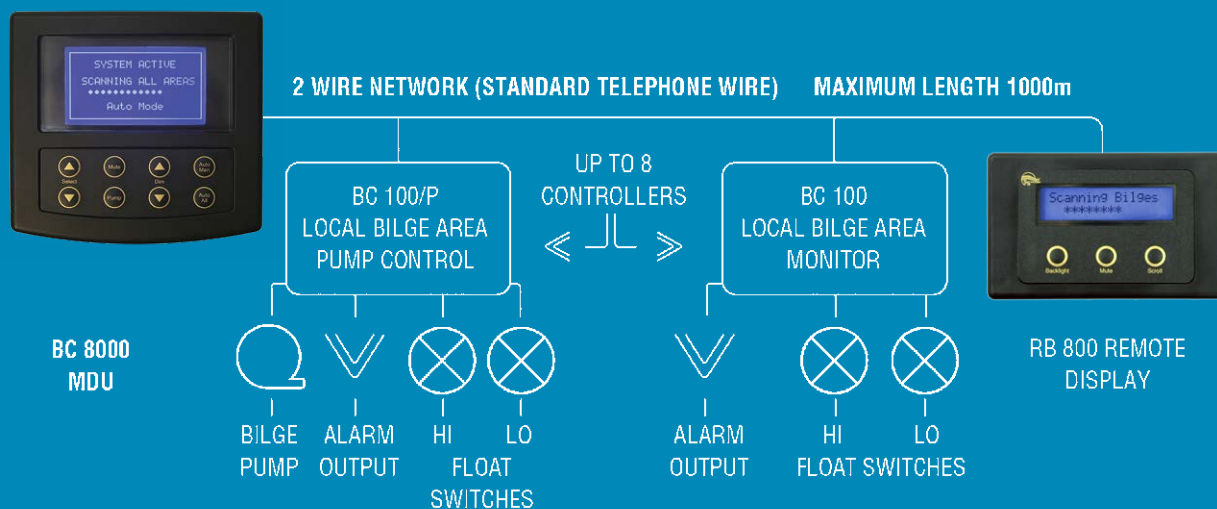 SYSTEM ACTIVE
SCANNING ALL AREAS
************
Auto Mode
Select
Mute
Pump
Dim
Auto
Man
Auto
All
2 WIRE NETWORK (STANDARD TELEPHONE WIRE) MAXIMUM LENGTH 1000m
BC 100/P
LOCAL BILGE AREA
PUMP CONTROL
UP TO 8
CONTROLLERS
BC 100
LOCAL BILGE AREA
MONITOR
Scanning Bilges
********
Backlight
Mute
Scroll
BC 8000
MDU
RB 800 REMOTE
DISPLAY
BILGE
PUMP
ALARM
OUTPUT
HI
LO
FLOAT
SWITCHES
ALARM
OUTPUT
HI
LO
FLOAT SWITCHES